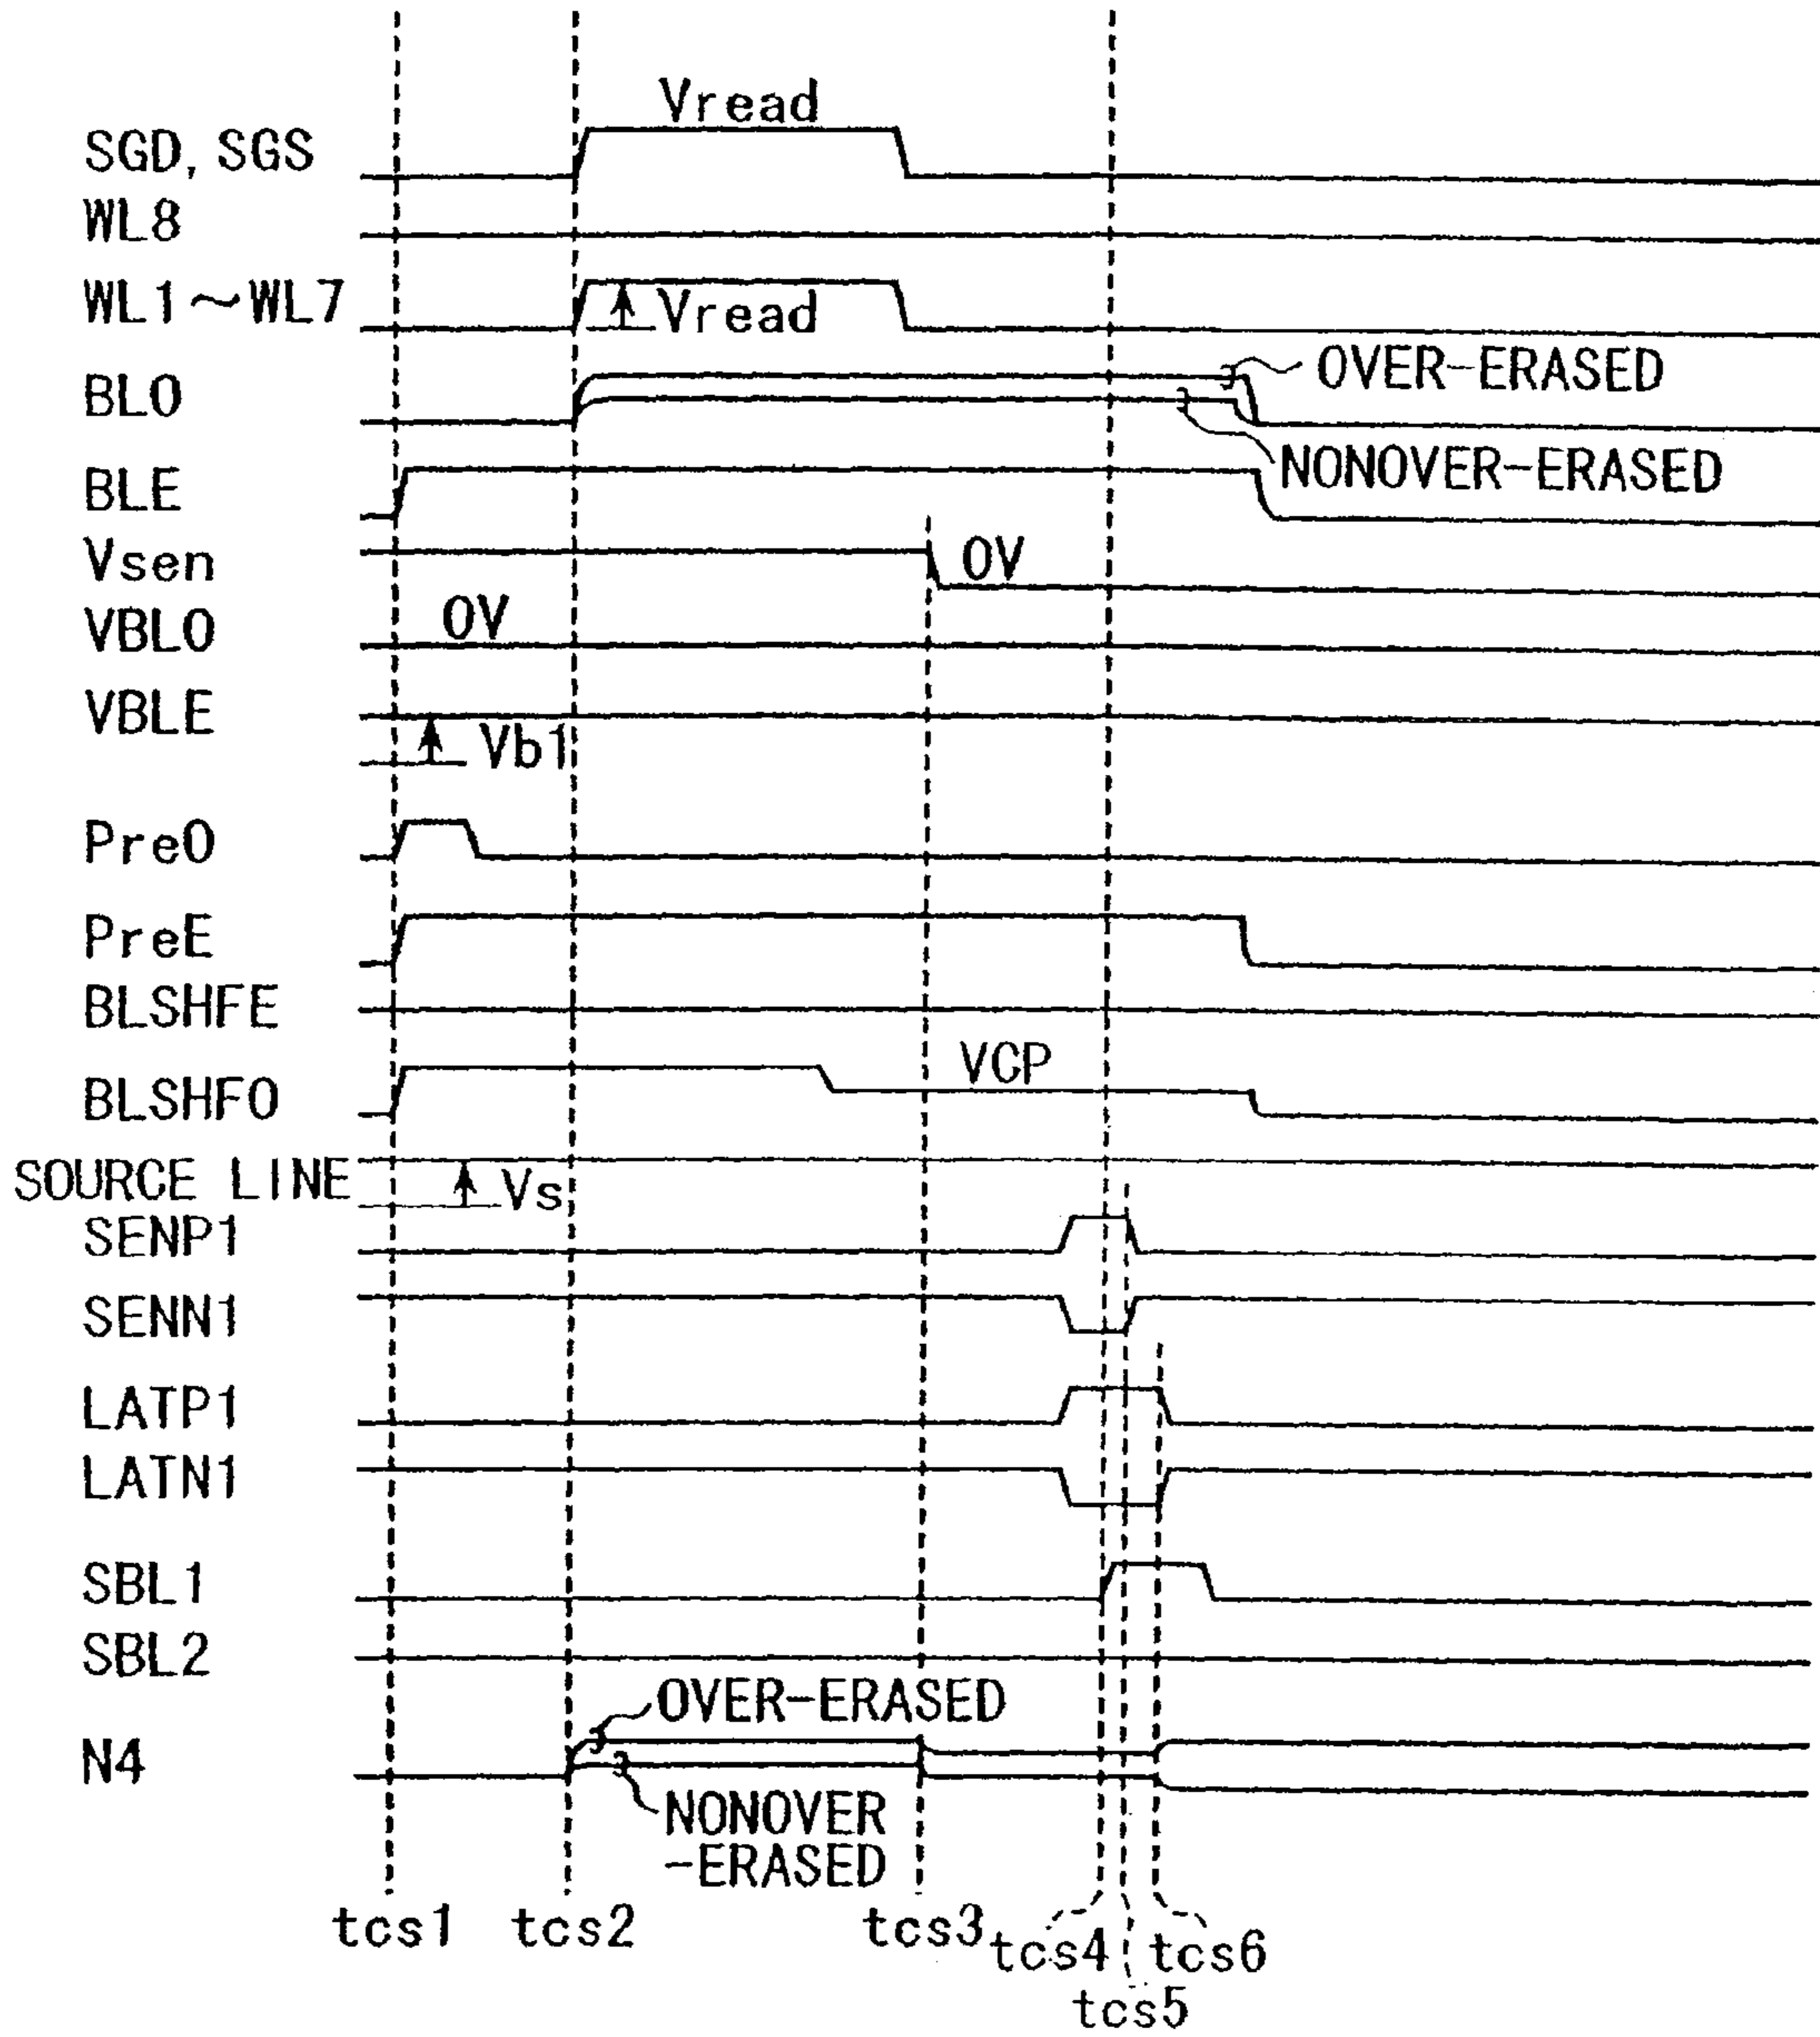 Vread
SGD, SGS
WL8
WL1～WL7
Vread
BLO
OVER-ERASED
NONOVER-ERASED
BLE
Vsen
0V
VBLO
0V
VBLE
Vb1
PreO
PreE
BLSHFE
BLSHFO
VCP
SOURCE LINE
Vs
SENP1
SENN1
LATP1
LATN1
SBL1
SBL2
OVER-ERASED
N4
NONOVER
-ERASED
tcs1 tcs2 tcs3 tcs4 tcs6
tcs5